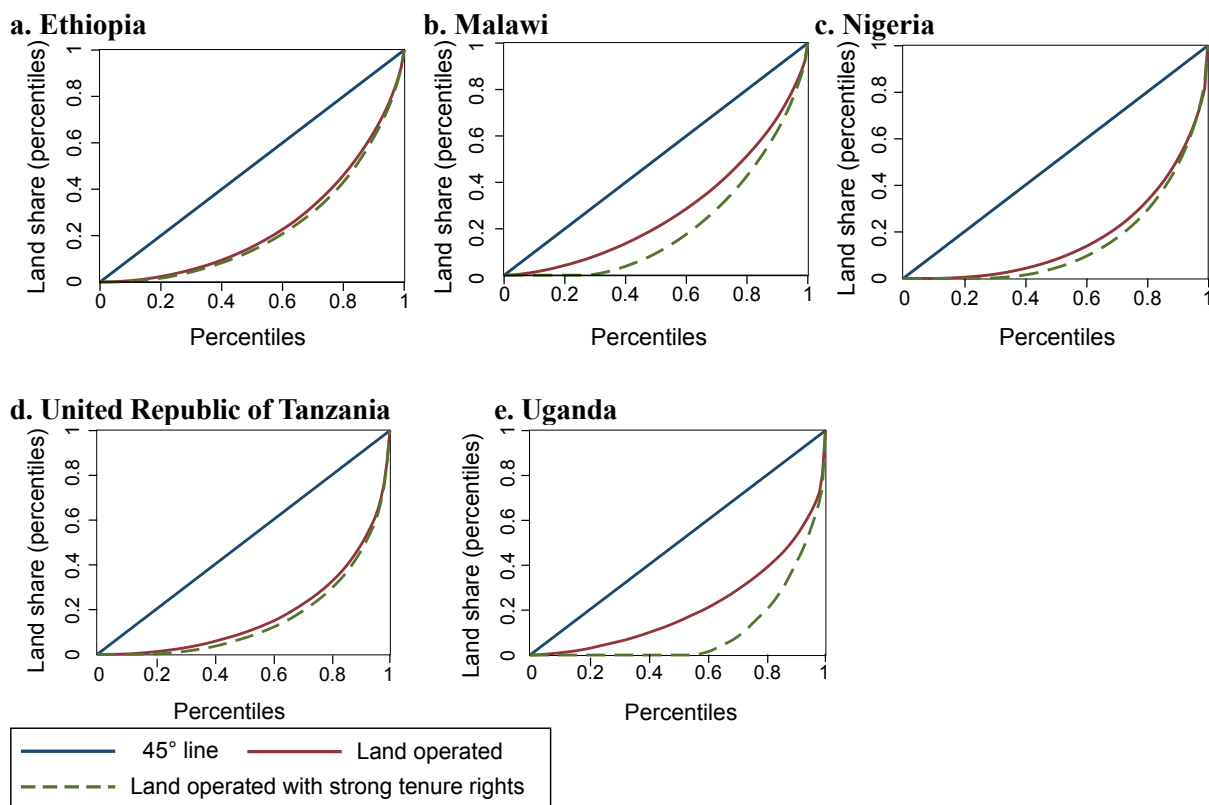 a. Ethiopia
Land share (percentiles)
1
0.8
0.6
0.4
0.2
0
0 0.2 0.4 0.6 0.8 1
Percentiles
b. Malawi
Land share (percentiles)
1
0.8
0.6
0.4
0.2
0
0 0.2 0.4 0.6 0.8 1
Percentiles
c. Nigeria
Land share (percentiles)
1
0.8
0.6
0.4
0.2
0
0 0.2 0.4 0.6 0.8 1
Percentiles
d. United Republic of Tanzania
Land share (percentiles)
1
0.8
0.6
0.4
0.2
0
0 0.2 0.4 0.6 0.8 1
Percentiles
e. Uganda
Land share (percentiles)
1
0.8
0.6
0.4
0.2
0
0 0.2 0.4 0.6 0.8 1
Percentiles
45° line Land operated
Land operated with strong tenure rights